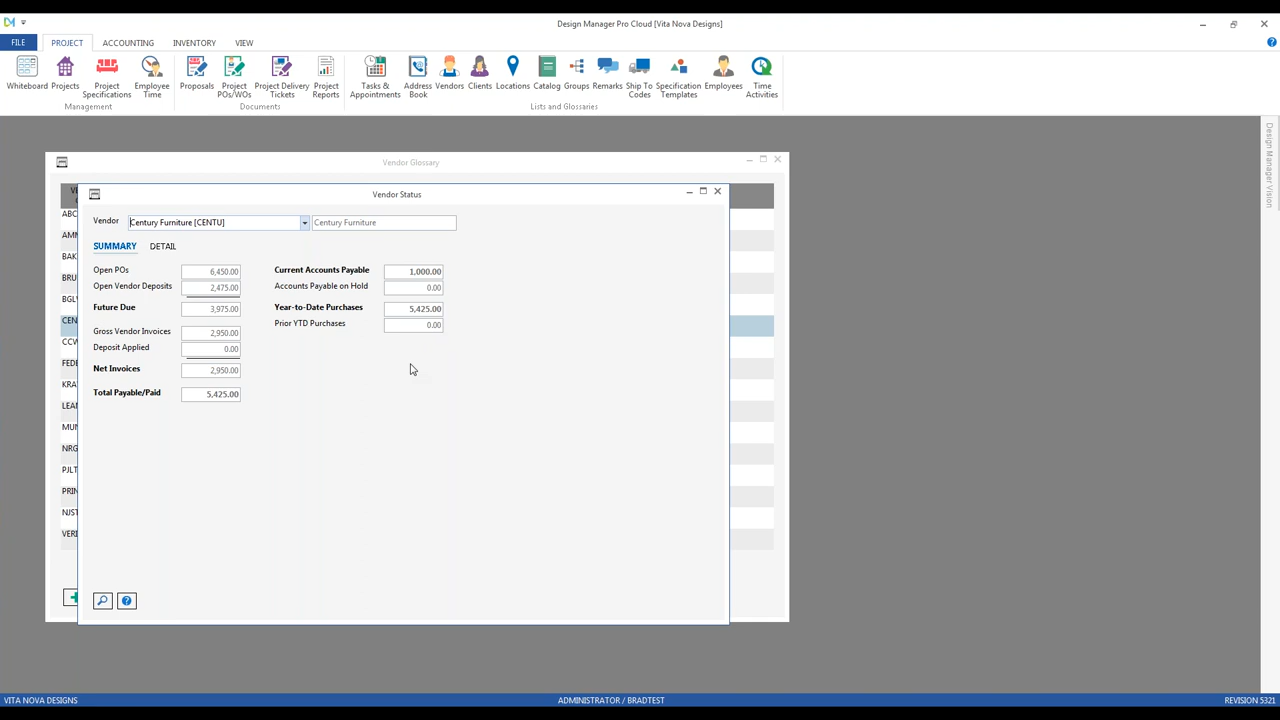 DM
Design Manager Pro Cloud [Vita Nova Designs]
FILE PROJECT ACCOUNTING INVENTORY VIEW
Whiteboard Projects Project Specifications Employee Time Proposals Project POs/WOs Project Delivery Tickets Project Reports Tasks & Appointments Address Book Vendors Clients Locations Catalog Groups Remarks Ship To Codes Specification Templates Employees Time Activities
Management Documents Lists and Glossaries
Design Manager Vision
Vendor Glossary
Vendor Status
Vendor Century Furniture [CENTU] Century Furniture
SUMMARY DETAIL
Open POs 6,450.00 Current Accounts Payable 1,000.00
Open Vendor Deposits 2,475.00 Accounts Payable on Hold 0.00
Future Due 3,975.00 Year-to-Date Purchases 5,425.00
Prior YTD Purchases 0.00
Gross Vendor Invoices 2,950.00
Deposit Applied 0.00
Net Invoices 2,950.00
Total Payable/Paid 5,425.00
ABC
AMM
BAK
BRU
BGL
CEN
CCW
FEDE
KRA
LEAN
MUN
NRG
PJLT
PRIN
NJST
VERI
VITA NOVA DESIGNS ADMINISTRATOR / BRADTEST REVISION 5321